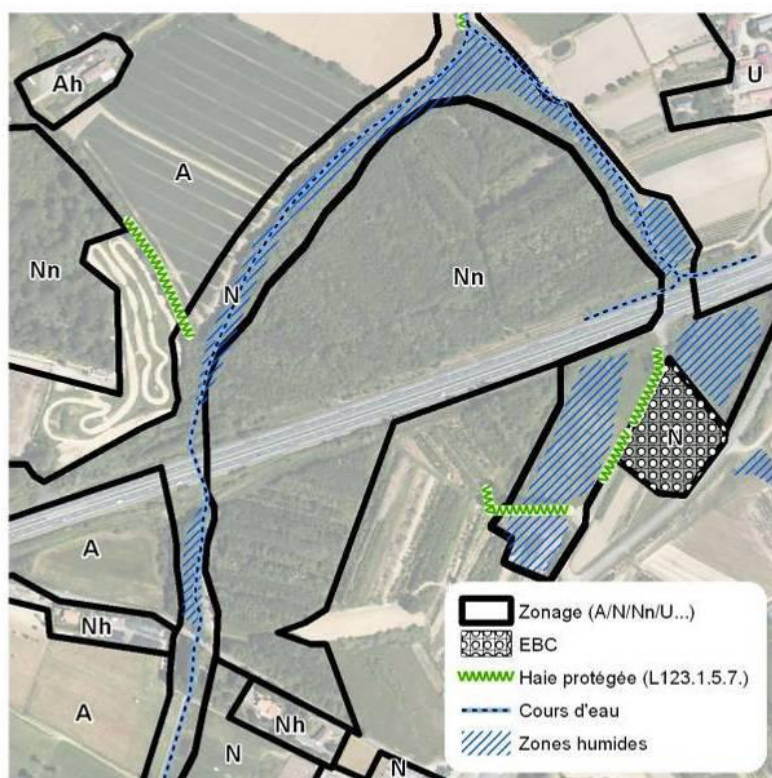 Ah
U
A
Nn
N
Nn
N
A
Nh
A
Nh
N
N
Zonage (A/N/Nn/U...)
EBC
Haie protégée (L123.1.5.7.)
Cours d'eau
Zones humides